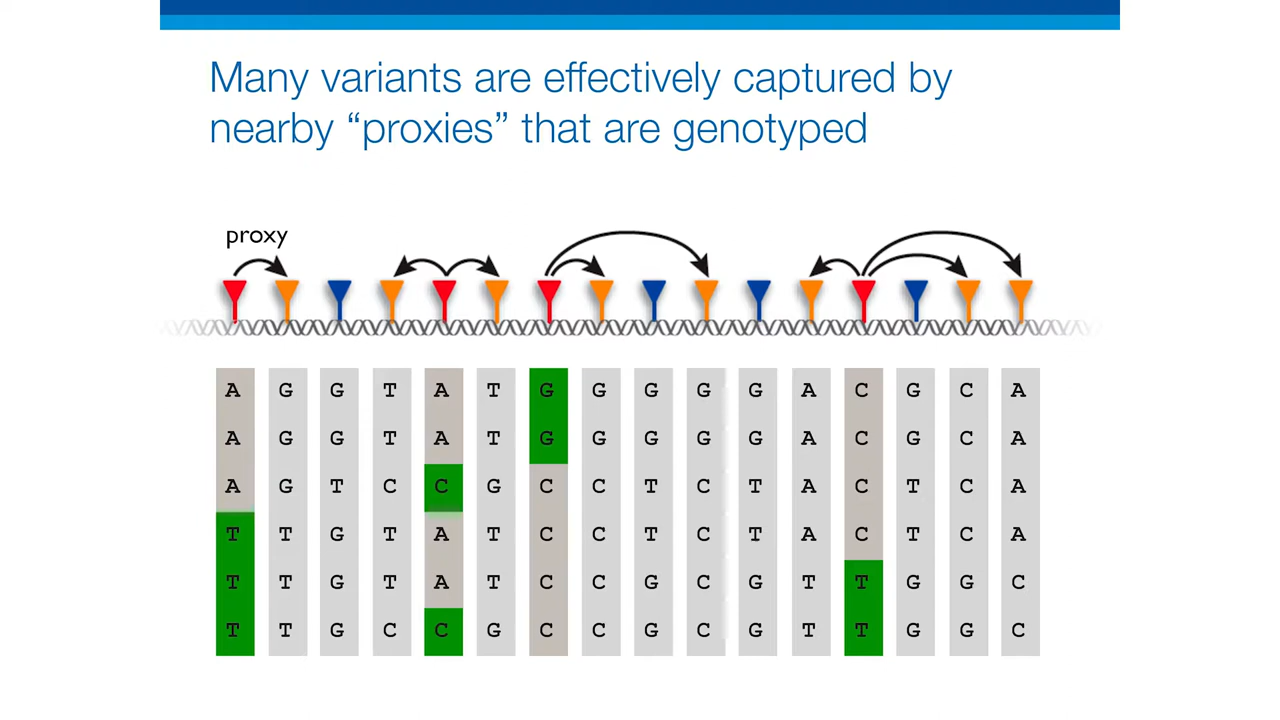 Many variants are effectively captured by
nearby “proxies” that are genotyped
proxy
A G G T A T G G G G G A C G C A
A G G T A T G G G G G A C G C A
A G T C C G C C T C T A C T C A
T T G T A T C C T C T A C T C A
T T G T A T C C G C G T T G G C
T T G C C G C C G C G T T G G C